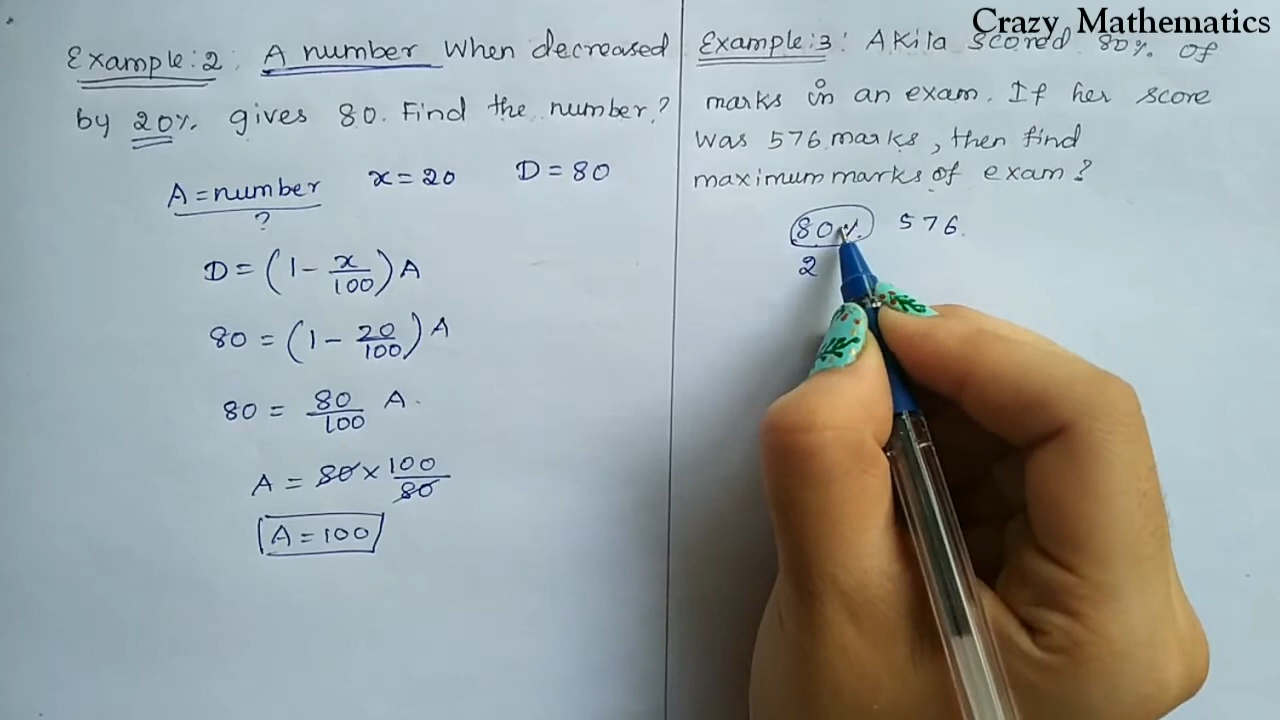 Crazy Mathematics
Example:2: A number when decreased
by 20% gives 80. Find the number?
A = number x = 20 D = 80
?
D = (1 - x/100) A
80 = (1 - 20/100) A
80 = 80/100 A.
A = 80 × 100/80
A = 100
Example:3: Akila scored 80% of
marks in an exam. If her score
was 576 marks, then find
maximum marks of exam?
80% 576.
2